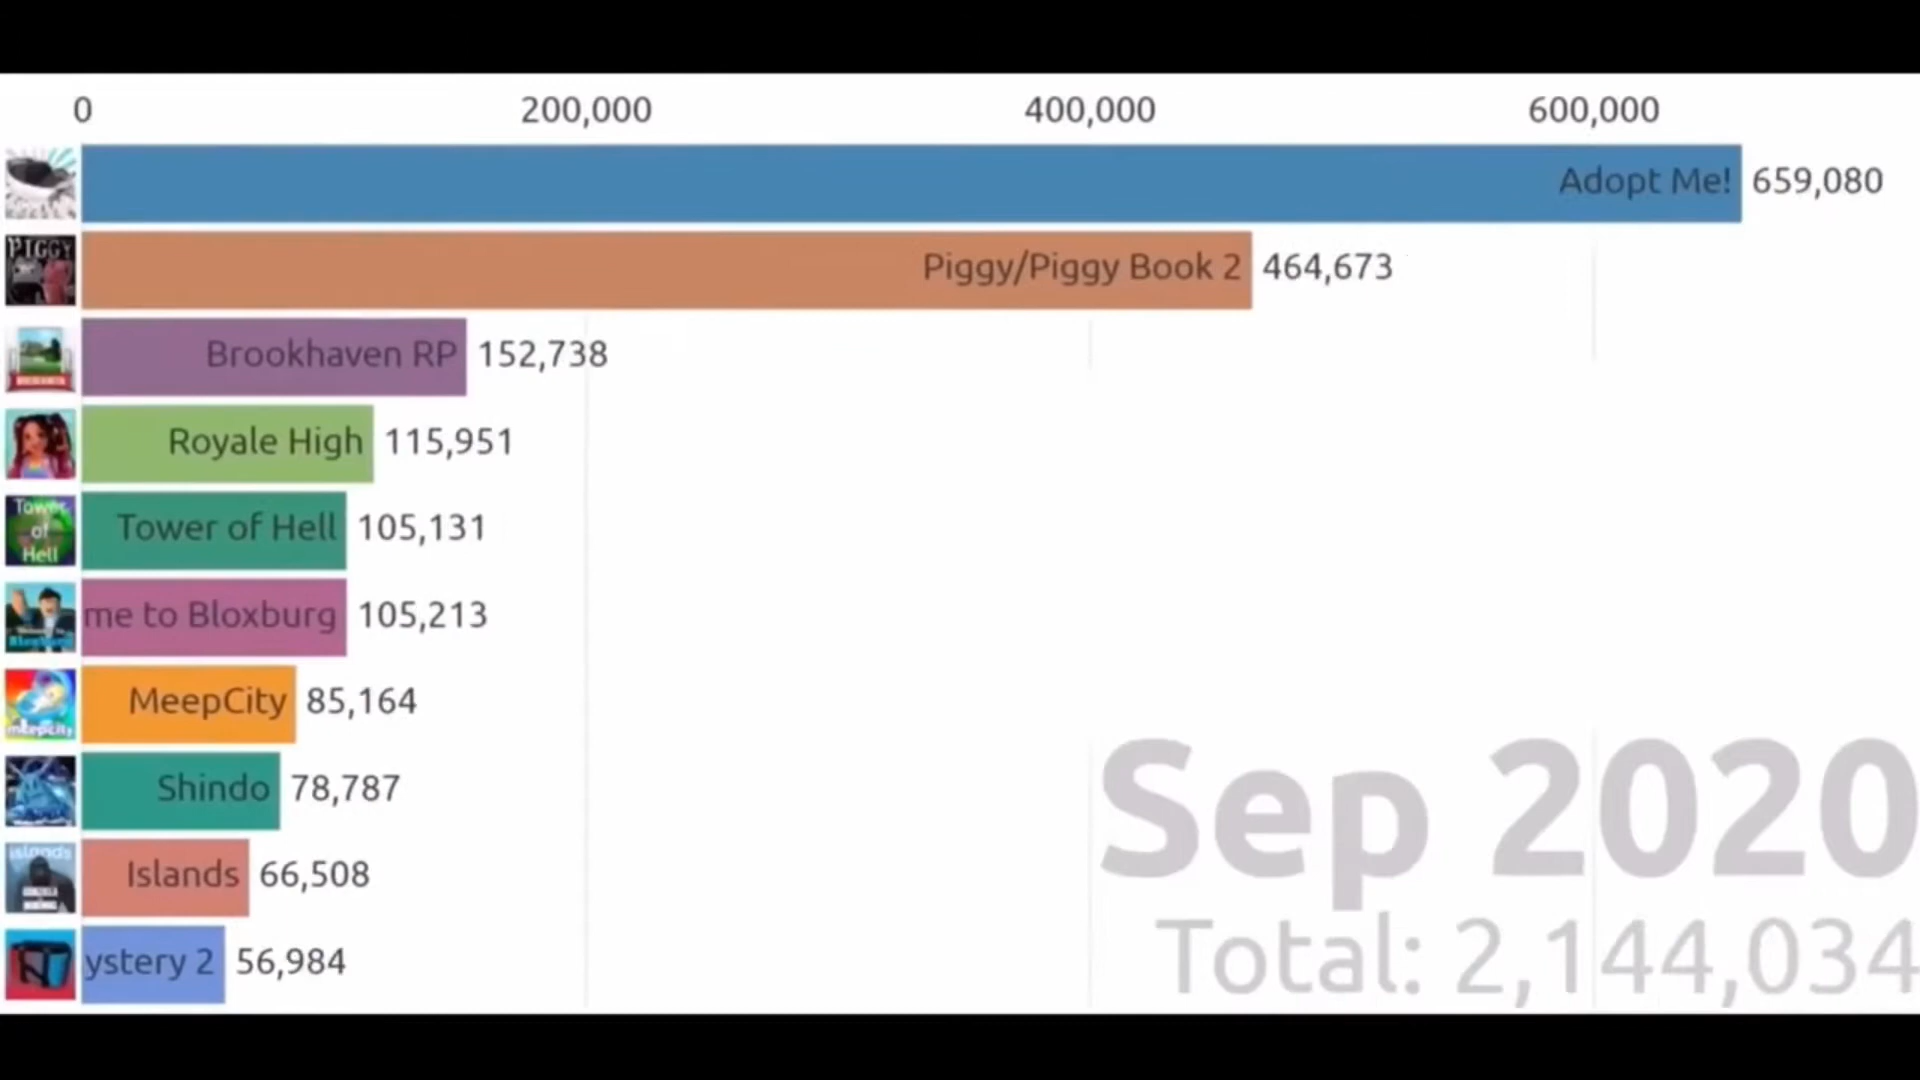 0 200,000 400,000 600,000
Adopt Me! 659,080
PIGGY
Piggy/Piggy Book 2 464,673
Brookhaven RP 152,738
Royale High 115,951
Tower
of
Hell
Tower of Hell 105,131
me to Bloxburg 105,213
meepcity
MeepCity 85,164
Shindo 78,787
islands
Islands 66,508
ystery 2 56,984
Sep 2020
Total: 2,144,034